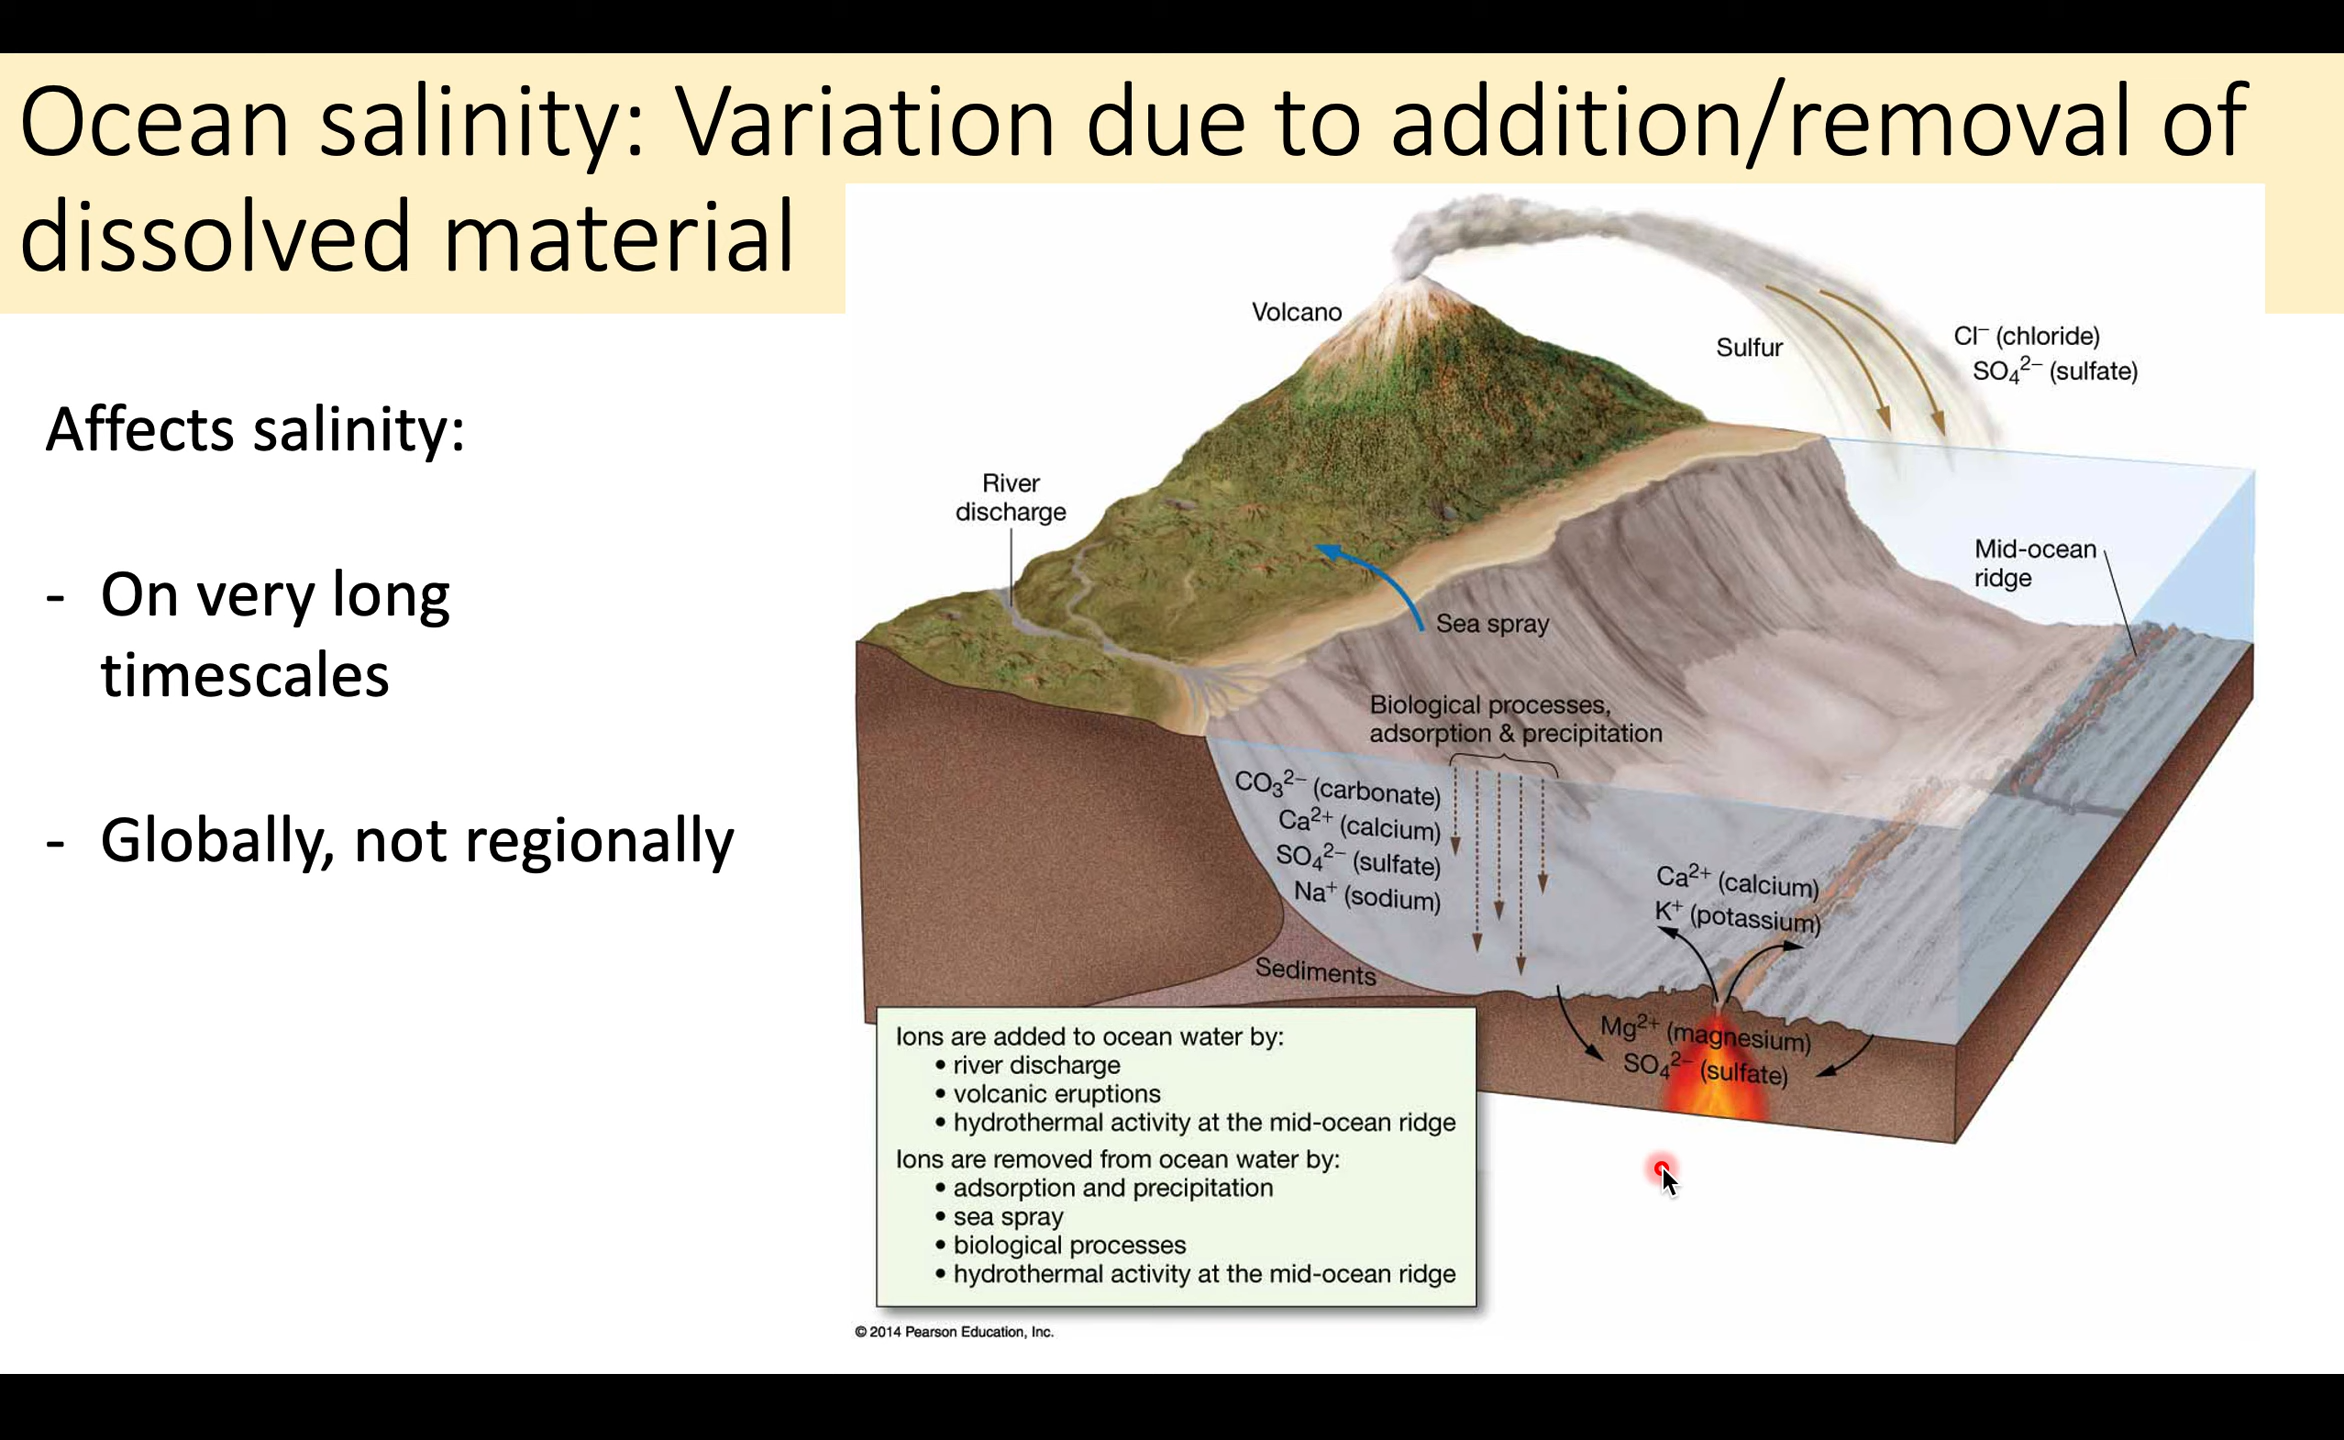 Ocean salinity: Variation due to addition/removal of
dissolved material
Affects salinity:
- On very long
timescales
- Globally, not regionally
Volcano
Sulfur
Cl⁻ (chloride)
SO₄²⁻ (sulfate)
River
discharge
Mid-ocean
ridge
Sea spray
Biological processes,
adsorption & precipitation
CO₃²⁻ (carbonate)
Ca²⁺ (calcium)
SO₄²⁻ (sulfate)
Na⁺ (sodium)
Ca²⁺ (calcium)
K⁺ (potassium)
Sediments
Mg²⁺ (magnesium)
SO₄²⁻ (sulfate)
Ions are added to ocean water by:
• river discharge
• volcanic eruptions
• hydrothermal activity at the mid-ocean ridge
Ions are removed from ocean water by:
• adsorption and precipitation
• sea spray
• biological processes
• hydrothermal activity at the mid-ocean ridge
© 2014 Pearson Education, Inc.